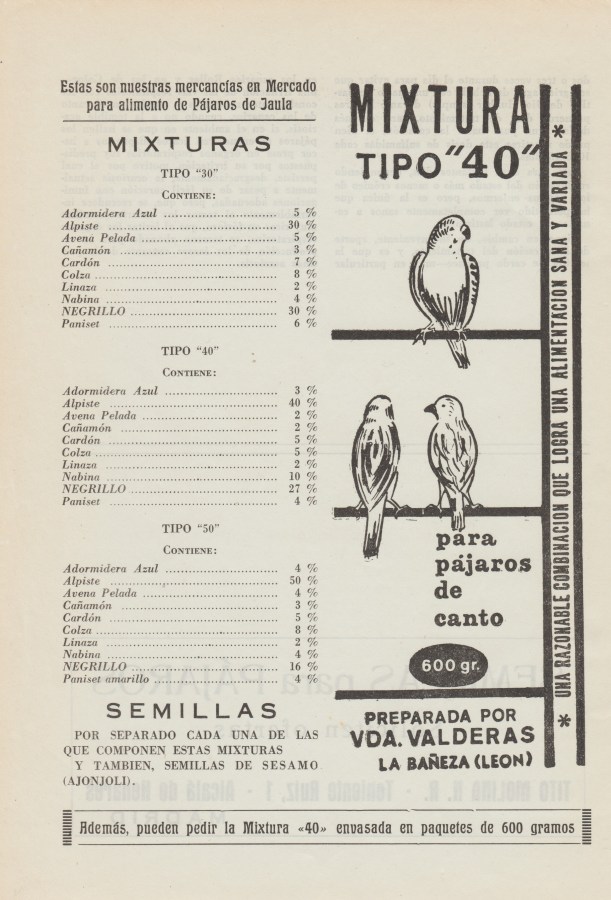 Estas son nuestras mercancías en Mercado
para alimento de Pájaros de Jaula
MIXTURAS
TIPO "30"
CONTIENE:
Adormidera Azul ............................ 5 %
Alpiste ............................ 30 %
Avena Pelada ............................ 5 %
Cañamón ............................ 3 %
Cardón ............................ 7 %
Colza ............................ 8 %
Linaza ............................ 2 %
Nabina ............................ 4 %
NEGRILLO ............................ 30 %
Paniset ............................ 6 %
TIPO "40"
CONTIENE:
Adormidera Azul ............................ 3 %
Alpiste ............................ 40 %
Avena Pelada ............................ 2 %
Cañamón ............................ 2 %
Cardón ............................ 5 %
Colza ............................ 5 %
Linaza ............................ 2 %
Nabina ............................ 10 %
NEGRILLO ............................ 27 %
Paniset ............................ 4 %
TIPO "50"
CONTIENE:
Adormidera Azul ............................ 4 %
Alpiste ............................ 50 %
Avena Pelada ............................ 4 %
Cañamón ............................ 3 %
Cardón ............................ 5 %
Colza ............................ 8 %
Linaza ............................ 2 %
Nabina ............................ 4 %
NEGRILLO ............................ 16 %
Paniset amarillo ............................ 4 %
SEMILLAS
POR SEPARADO CADA UNA DE LAS
QUE COMPONEN ESTAS MIXTURAS
Y TAMBIEN, SEMILLAS DE SESAMO
(AJONJOLI).
MIXTURA
TIPO "40"
para
pájaros
de
canto
600 gr.
PREPARADA POR
VDA. VALDERAS
LA BAÑEZA (LEON)
* UNA RAZONABLE COMBINACION QUE LOGRA UNA ALIMENTACION SANA Y VARIADA *
Además, pueden pedir la Mixtura «40» envasada en paquetes de 600 gramos